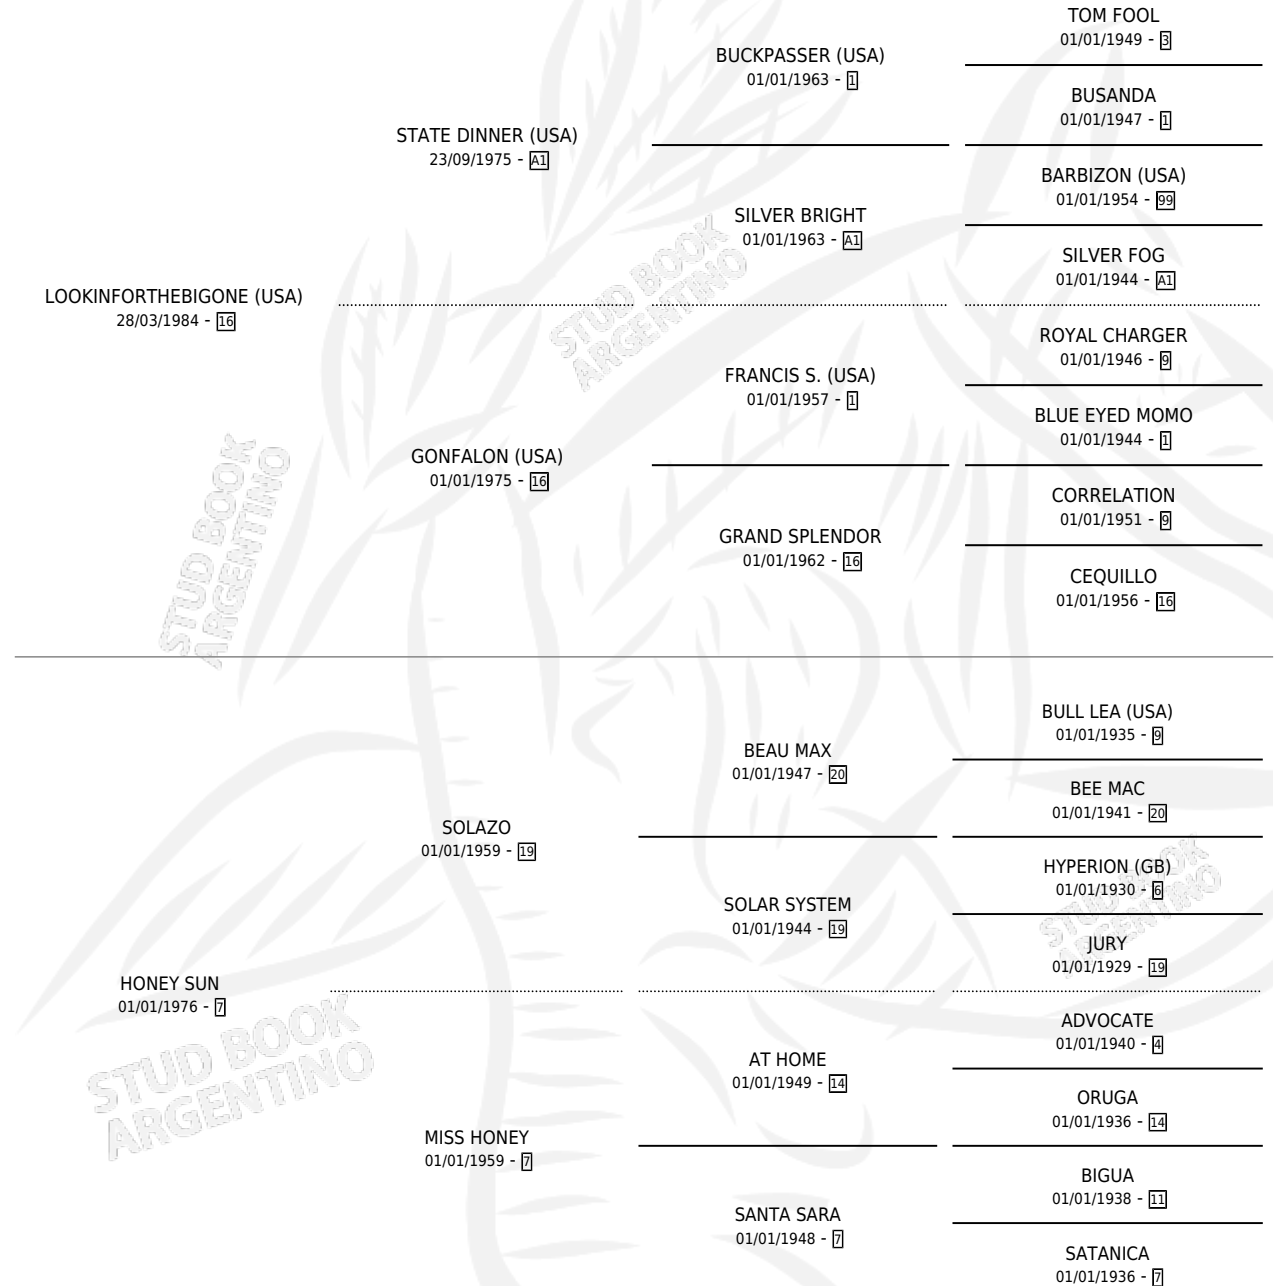 TOM FOOL
01/01/1949 - 3
BUCKPASSER (USA)
01/01/1963 - 1
BUSANDA
01/01/1947 - 1
STATE DINNER (USA)
23/09/1975 - A1
BARBIZON (USA)
01/01/1954 - 99
SILVER BRIGHT
01/01/1963 - A1
SILVER FOG
01/01/1944 - A1
LOOKINFORTHEBIGONE (USA)
28/03/1984 - 16
ROYAL CHARGER
01/01/1946 - 9
FRANCIS S. (USA)
01/01/1957 - 1
BLUE EYED MOMO
01/01/1944 - 1
GONFALON (USA)
01/01/1975 - 16
CORRELATION
01/01/1951 - 9
GRAND SPLENDOR
01/01/1962 - 16
CEQUILLO
01/01/1956 - 16
BULL LEA (USA)
01/01/1935 - 9
BEAU MAX
01/01/1947 - 20
BEE MAC
01/01/1941 - 20
SOLAZO
01/01/1959 - 19
HYPERION (GB)
01/01/1930 - 6
SOLAR SYSTEM
01/01/1944 - 19
JURY
01/01/1929 - 19
HONEY SUN
01/01/1976 - 7
ADVOCATE
01/01/1940 - 4
AT HOME
01/01/1949 - 14
ORUGA
01/01/1936 - 14
MISS HONEY
01/01/1959 - 7
BIGUA
01/01/1938 - 11
SANTA SARA
01/01/1948 - 7
SATANICA
01/01/1936 - 7
STUD BOOK
ARGENTINO
STUD BOOK
ARGENTINO
STUD BOOK
ARGENTINO
STUD BOOK
ARGENTINO